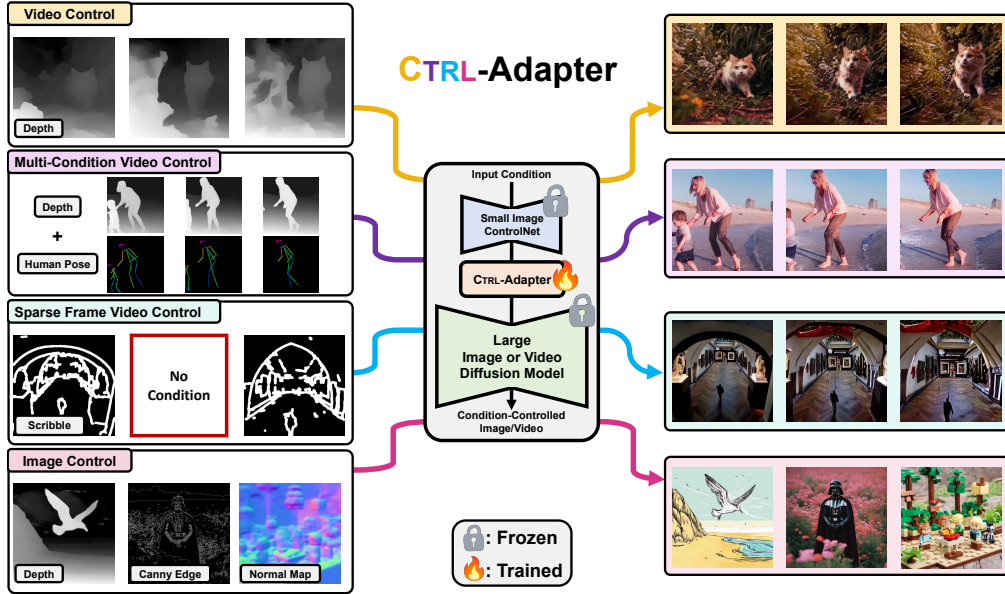 Video Control
Depth
CTRL-Adapter
Multi-Condition Video Control
Depth
+
Human Pose
Sparse Frame Video Control
Scribble
No
Condition
Image Control
Depth
Canny Edge
Normal Map
Input Condition
Small Image
ControlNet
CTRL-Adapter
Large
Image or Video
Diffusion Model
Condition-Controlled
Image/Video
: Frozen
: Trained